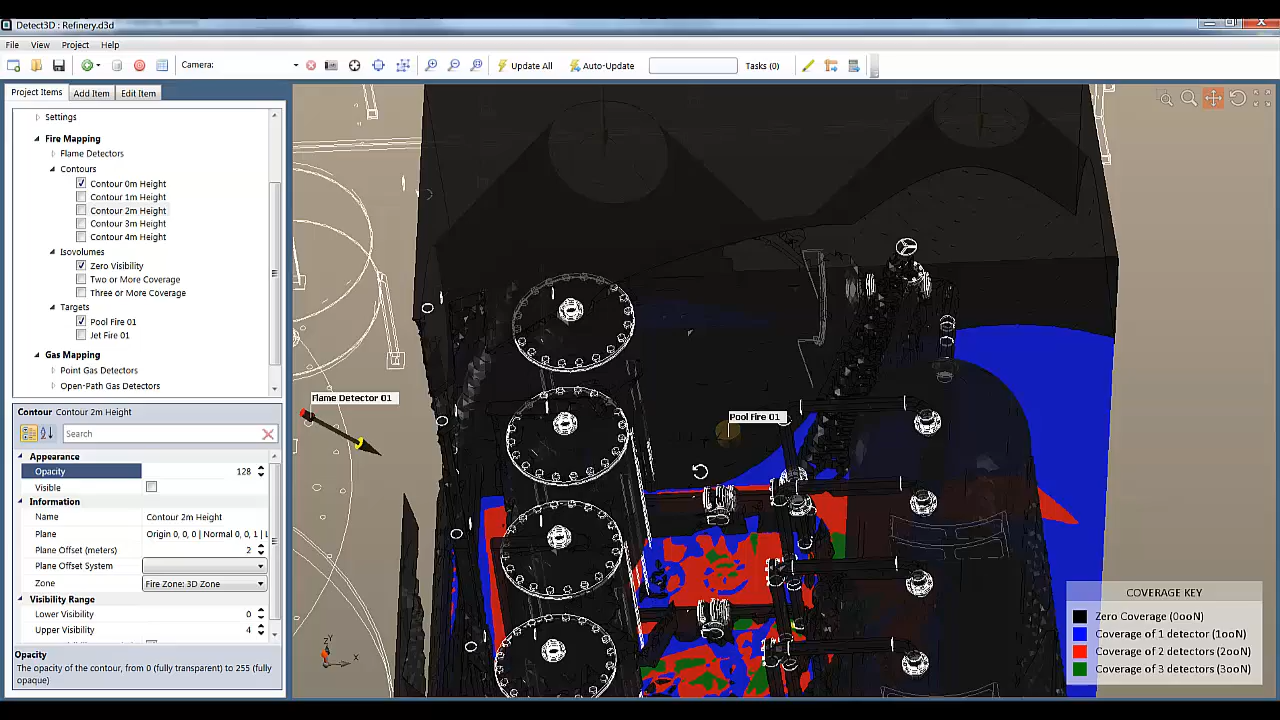 Detect3D : Refinery.d3d
File View Project Help
Camera: Update All Auto-Update Tasks (0)
Project Items Add Item Edit Item
Settings
Fire Mapping
Flame Detectors
Contours
Contour 0m Height
Contour 1m Height
Contour 2m Height
Contour 3m Height
Contour 4m Height
Isovolumes
Zero Visibility
Two or More Coverage
Three or More Coverage
Targets
Pool Fire 01
Jet Fire 01
Gas Mapping
Point Gas Detectors
Open-Path Gas Detectors
Contour Contour 2m Height
Search
Appearance
Opacity 128
Visible
Information
Name Contour 2m Height
Plane Origin 0, 0, 0 | Normal 0, 0, 1 |
Plane Offset (meters) 2
Plane Offset System
Zone Fire Zone: 3D Zone
Visibility Range
Lower Visibility 0
Upper Visibility 4
Opacity
The opacity of the contour, from 0 (fully transparent) to 255 (fully
opaque)
Flame Detector 01
Pool Fire 01
Z Y
X
COVERAGE KEY
Zero Coverage (0ooN)
Coverage of 1 detector (1ooN)
Coverage of 2 detectors (2ooN)
Coverage of 3 detectors (3ooN)